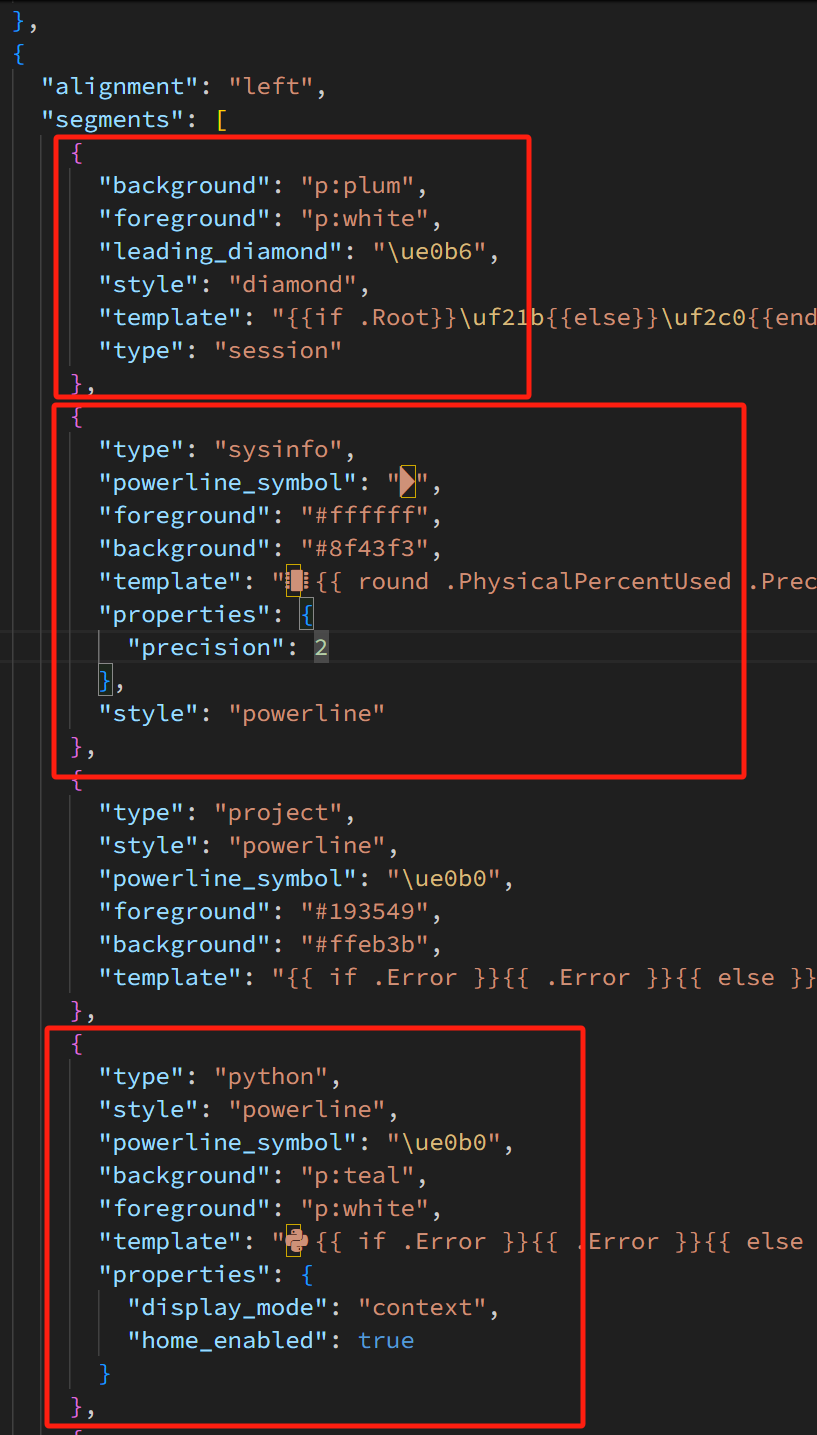 },
{
"alignment": "left",
"segments": [
{
"background": "p:plum",
"foreground": "p:white",
"leading_diamond": "\ue0b6",
"style": "diamond",
"template": "{{if .Root}}\uf21b{{else}}\uf2c0{{end
"type": "session"
},
{
"type": "sysinfo",
"powerline_symbol": "",
"foreground": "#ffffff",
"background": "#8f43f3",
"template": "{{ round .PhysicalPercentUsed .Prec
"properties": {
"precision": 2
},
"style": "powerline"
},
{
"type": "project",
"style": "powerline",
"powerline_symbol": "\ue0b0",
"foreground": "#193549",
"background": "#ffeb3b",
"template": "{{ if .Error }}{{ .Error }}{{ else }}
},
{
"type": "python",
"style": "powerline",
"powerline_symbol": "\ue0b0",
"background": "p:teal",
"foreground": "p:white",
"template": "{{ if .Error }}{{ .Error }}{{ else
"properties": {
"display_mode": "context",
"home_enabled": true
}
},
{